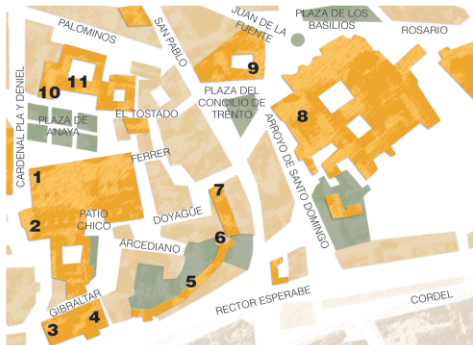 PALOMINOS
SAN PABLO
JUAN DE LA
FUENTE
PLAZA DE LOS
BASILIOS
ROSARIO
9
11
10
PLAZA DEL
CONCILIO DE
TRENTO
8
EL TOSTADO
PLAZA DE
ANAYA
CARDENAL PLA Y DENIEL
ARROYO DE SANTO DOMINGO
FERRER
1
7
2
PATIO
CHICO
DOYAGÜE
6
ARCEDIANO
5
GIBRALTAR
RECTOR ESPERABE
CORDEL
3
4